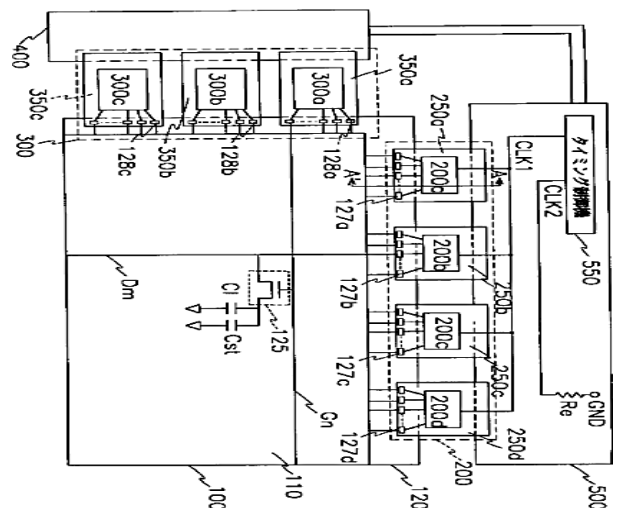 タイミング制御機
550
CLK2
GND
Re
500
CLK1
250a
250b
250c
250d
200
200a
200b
200c
200d
A
A'
127a
127b
127c
127d
120
350a
300a
128a
350b
300b
128b
350c
300c
128c
300
400
Gn
125
Dm
Cl
Cst
110
100